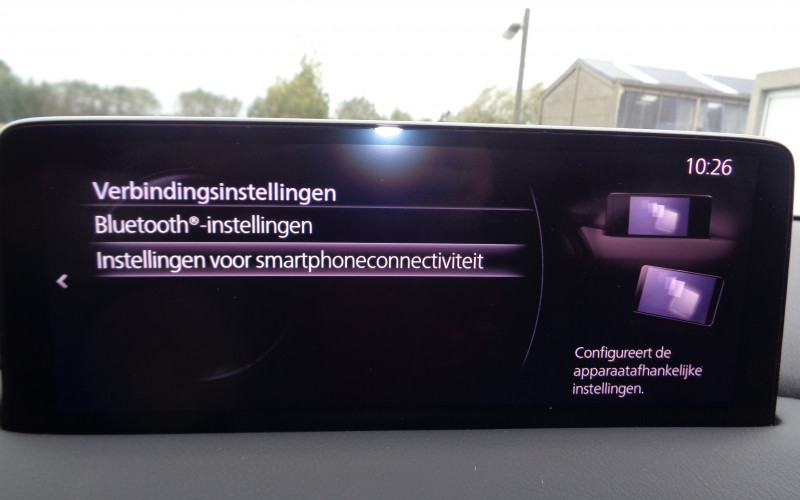 10:26
Verbindingsinstellingen
Bluetooth®-instellingen
Instellingen voor smartphoneconnectiviteit
Configureert de
apparaatafhankelijke
instellingen.